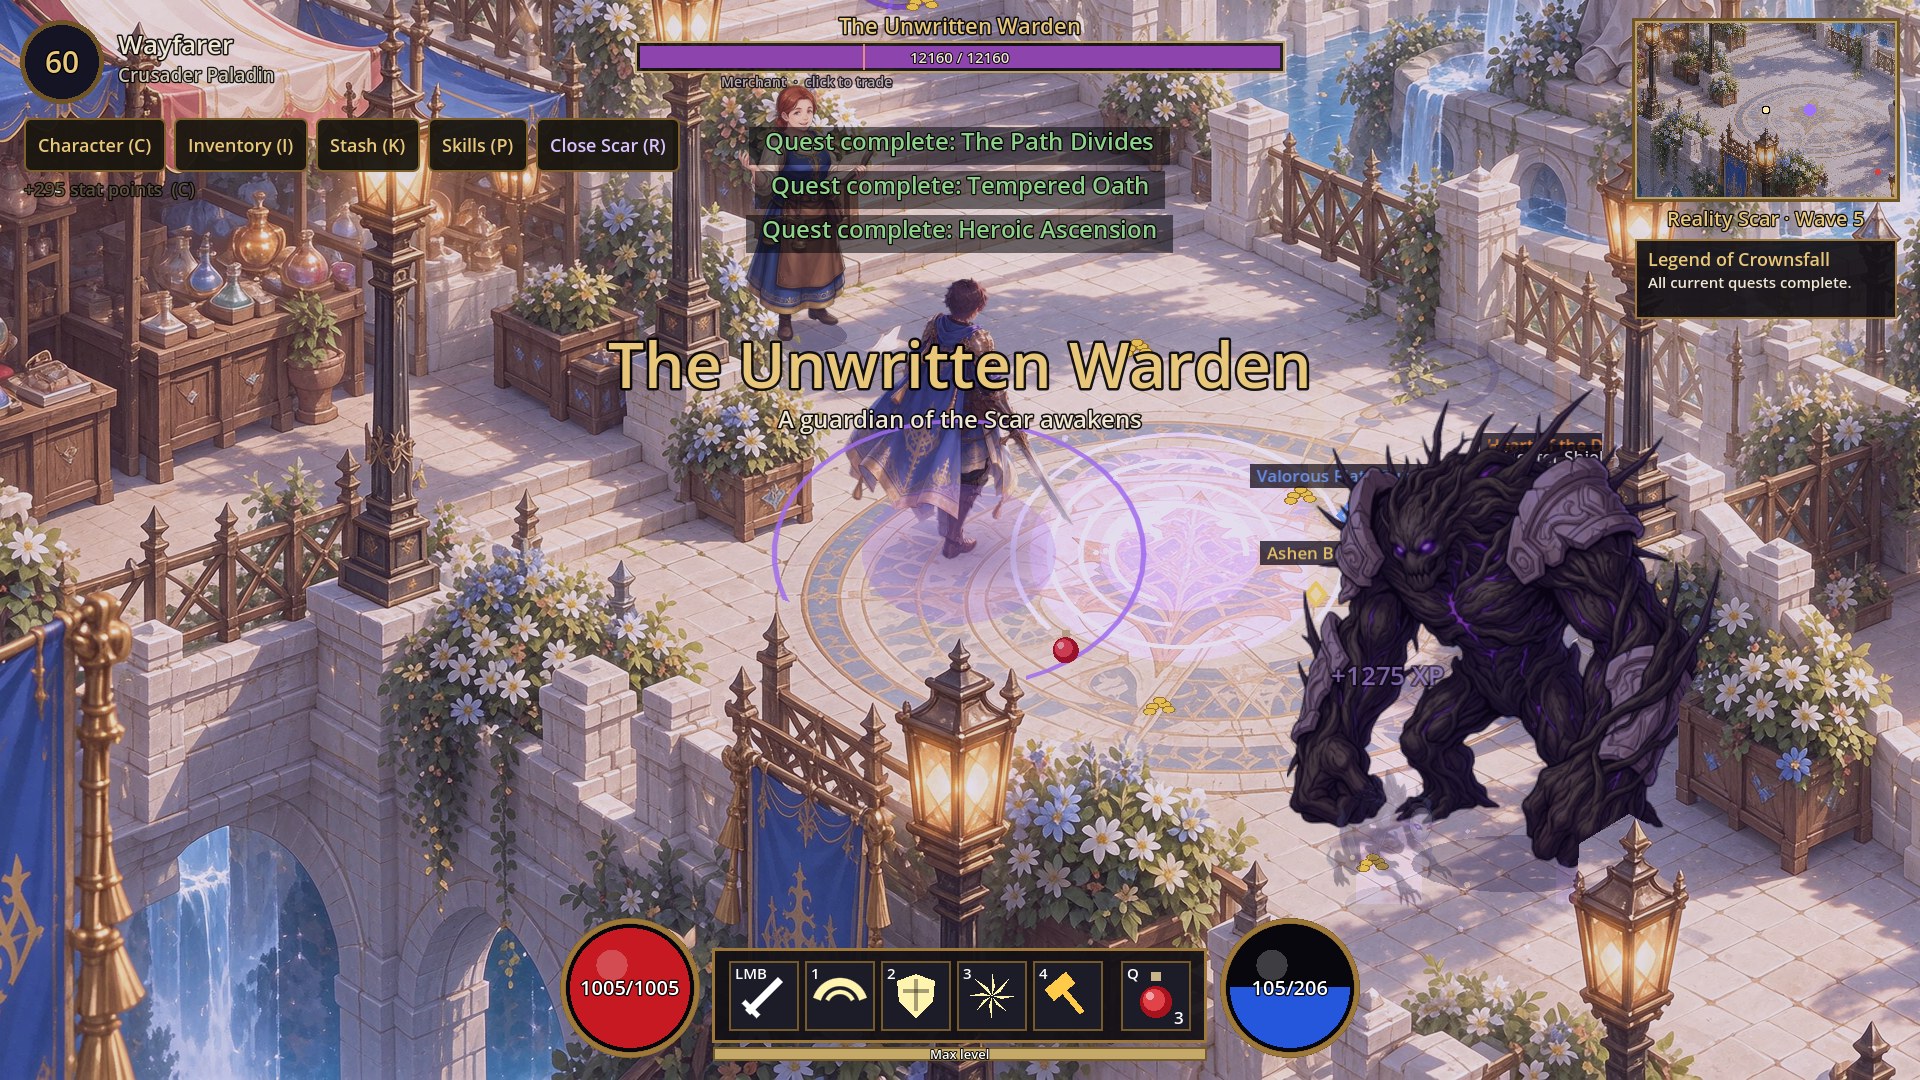 60
Wayfarer
Crusader Paladin
Character (C)
Inventory (I)
Stash (K)
Skills (P)
Close Scar (R)
+295 stat points (C)
The Unwritten Warden
12160 / 12160
Merchant · click to trade
Quest complete: The Path Divides
Quest complete: Tempered Oath
Quest complete: Heroic Ascension
Reality Scar · Wave 5
Legend of Crownsfall
All current quests complete.
The Unwritten Warden
A guardian of the Scar awakens
Valorous
Ashen B
+1275 XP
1005/1005
LMB
1
2
3
4
Q
3
105/206
Max level